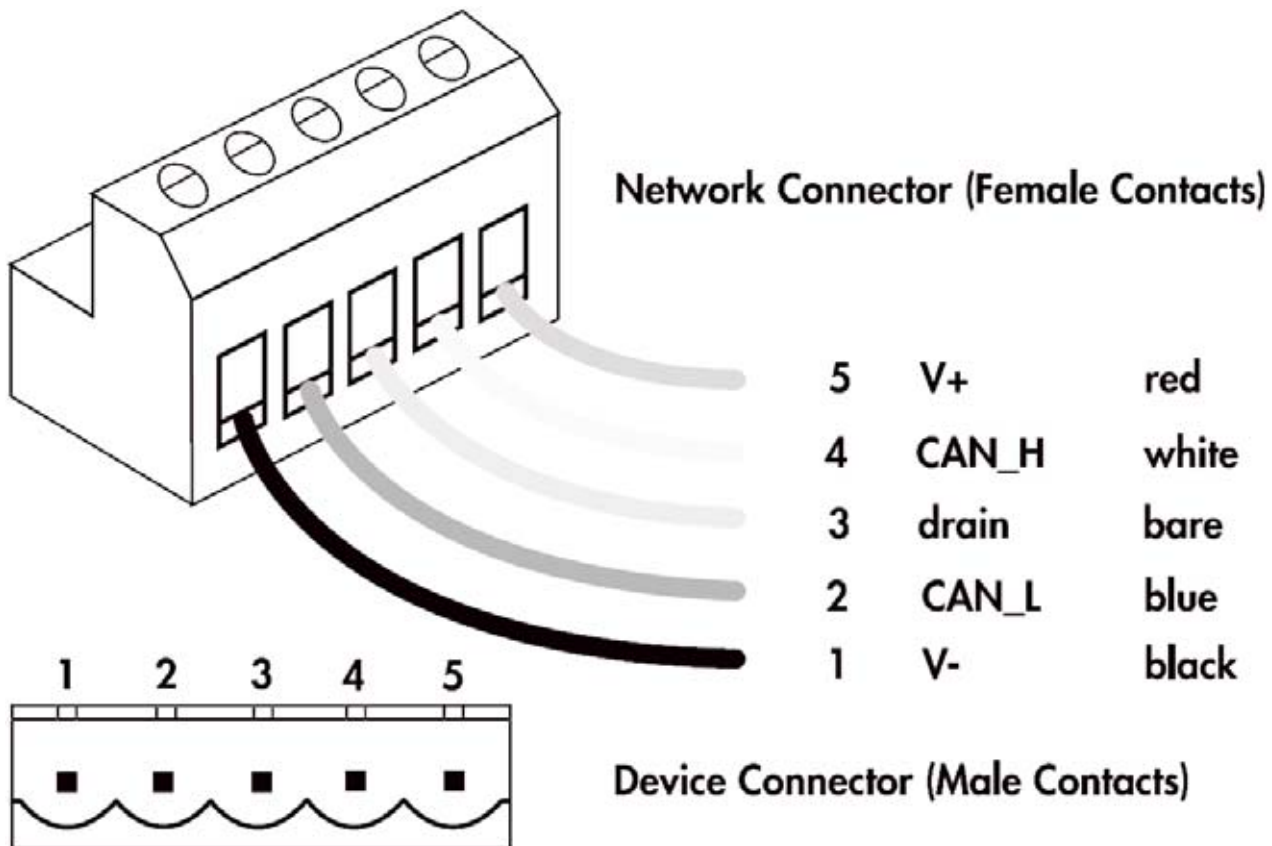 Network Connector (Female Contacts)
5 V+ red
4 CAN_H white
3 drain bare
2 CAN_L blue
1 V- black
1 2 3 4 5
Device Connector (Male Contacts)